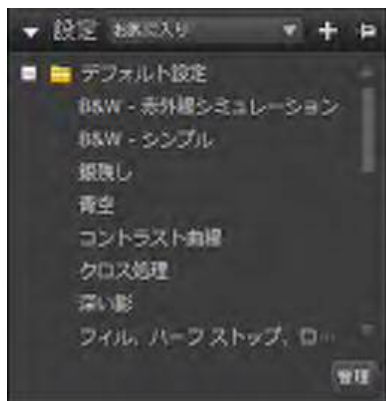 設定 お気に入り
デフォルト設定
B&W - 赤外線シミュレーション
B&W - シンプル
銀残し
青空
コントラスト曲線
クロス処理
深い影
フィル、ハーフ ストップ、ロ…
管理